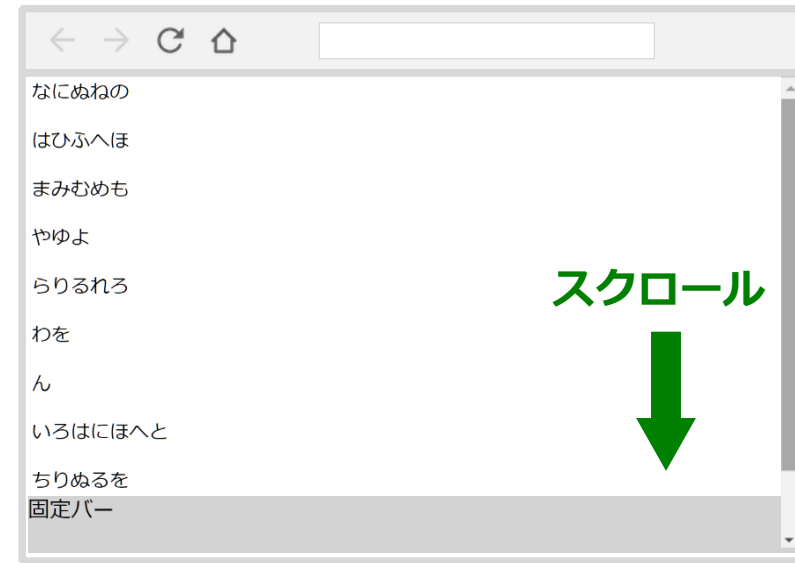 なにぬねの
はひふへほ
まみむめも
やゆよ
らりるれろ
スクロール
わを
ん
いろはにほへと
ちりぬるを
固定バー